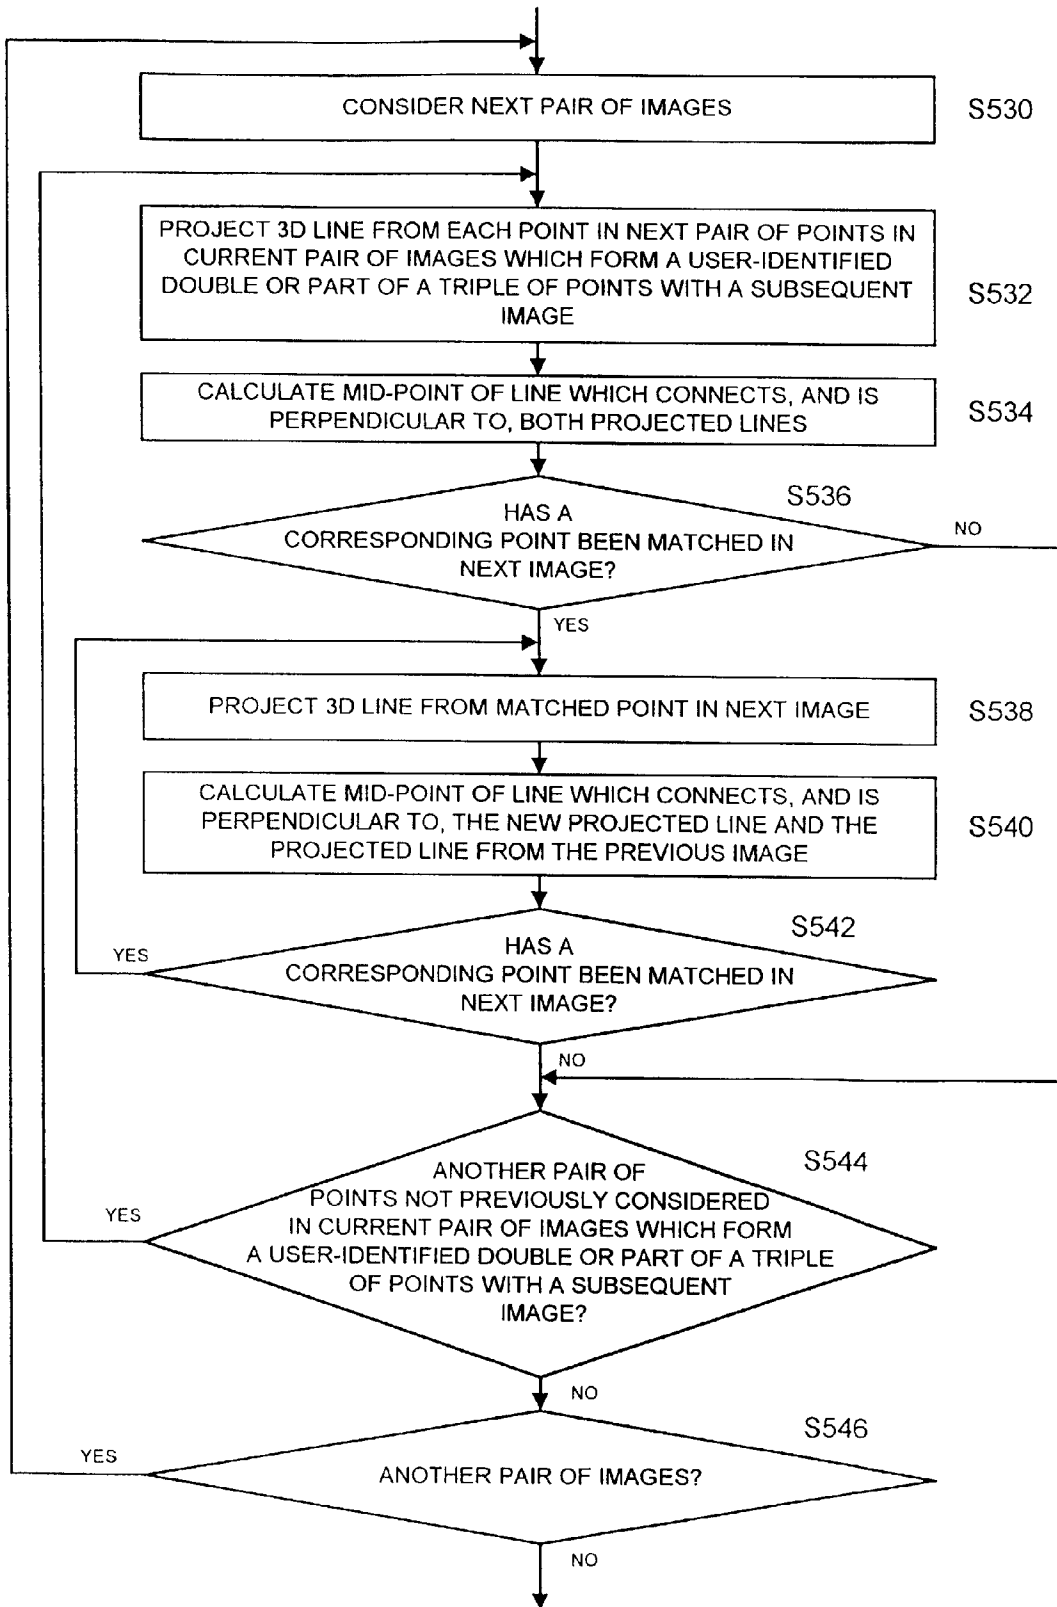 CONSIDER NEXT PAIR OF IMAGES
S530
PROJECT 3D LINE FROM EACH POINT IN NEXT PAIR OF POINTS IN
CURRENT PAIR OF IMAGES WHICH FORM A USER-IDENTIFIED
DOUBLE OR PART OF A TRIPLE OF POINTS WITH A SUBSEQUENT
IMAGE
S532
CALCULATE MID-POINT OF LINE WHICH CONNECTS, AND IS
PERPENDICULAR TO, BOTH PROJECTED LINES
S534
S536
HAS A
CORRESPONDING POINT BEEN MATCHED IN
NEXT IMAGE?
NO
YES
PROJECT 3D LINE FROM MATCHED POINT IN NEXT IMAGE
S538
CALCULATE MID-POINT OF LINE WHICH CONNECTS, AND IS
PERPENDICULAR TO, THE NEW PROJECTED LINE AND THE
PROJECTED LINE FROM THE PREVIOUS IMAGE
S540
S542
YES
HAS A
CORRESPONDING POINT BEEN MATCHED IN
NEXT IMAGE?
NO
S544
ANOTHER PAIR OF
POINTS NOT PREVIOUSLY CONSIDERED
IN CURRENT PAIR OF IMAGES WHICH FORM
A USER-IDENTIFIED DOUBLE OR PART OF A TRIPLE
OF POINTS WITH A SUBSEQUENT
IMAGE?
YES
NO
S546
YES
ANOTHER PAIR OF IMAGES?
NO